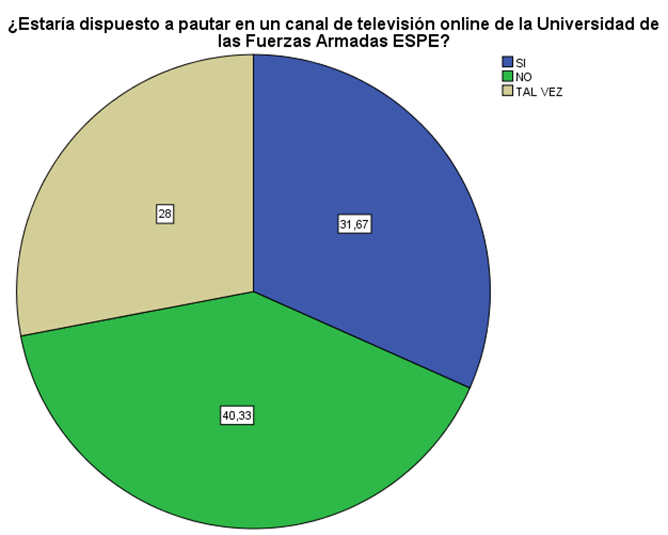 ¿Estaría dispuesto a pautar en un canal de televisión online de la Universidad de
las Fuerzas Armadas ESPE?
SI
NO
TAL VEZ
28
31,67
40,33